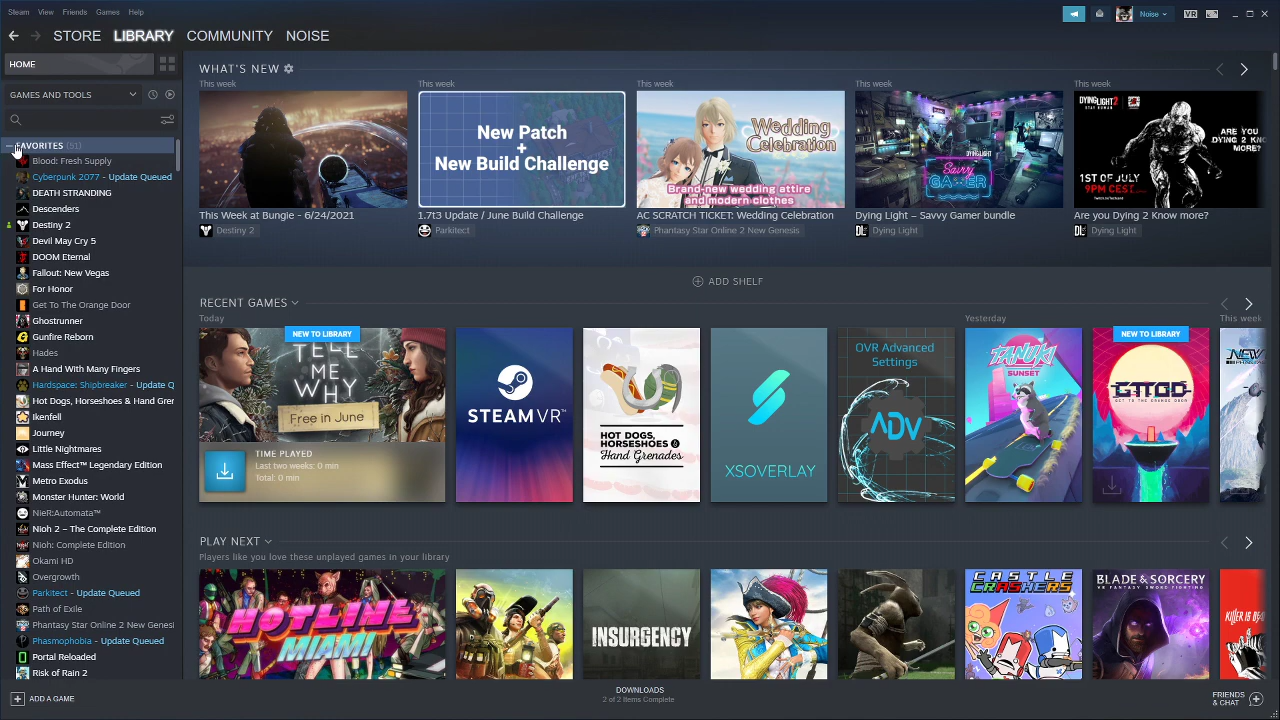 Steam View Friends Games Help
Noise
VR
STORE LIBRARY COMMUNITY NOISE
HOME
GAMES AND TOOLS
FAVORITES (51)
Blood: Fresh Supply
Cyberpunk 2077 - Update Queued
DEATH STRANDING
Destiny 2
Devil May Cry 5
DOOM Eternal
Fallout: New Vegas
For Honor
Get To The Orange Door
Ghostrunner
Gunfire Reborn
Hades
A Hand With Many Fingers
Hardspace: Shipbreaker - Update Q
Hot Dogs, Horseshoes & Hand Gren
Ikenfell
Journey
Little Nightmares
Mass Effect™ Legendary Edition
Metro Exodus
Monster Hunter: World
NieR:Automata™
Nioh 2 – The Complete Edition
Nioh: Complete Edition
Okami HD
Overgrowth
Parkitect - Update Queued
Path of Exile
Phantasy Star Online 2 New Genesi
Phasmophobia - Update Queued
Portal Reloaded
Risk of Rain 2
ADD A GAME
WHAT'S NEW
This week
This Week at Bungie - 6/24/2021
Destiny 2
This week
New Patch
+
New Build Challenge
1.7t3 Update / June Build Challenge
Parkitect
This week
Wedding
Celebration
Brand-new wedding attire
and modern clothes
AC SCRATCH TICKET: Wedding Celebration
Phantasy Star Online 2 New Genesis
This week
DYINGLIGHT
Savvy
GAMER
Dying Light – Savvy Gamer bundle
DL Dying Light
This week
DYINGLIGHT2
ARE YOU
DYING 2 KNOW
MORE?
1ST OF JULY
9PM CEST
Are you Dying 2 Know more?
DL Dying Light
ADD SHELF
RECENT GAMES
Today
NEW TO LIBRARY
TELL
ME
WHY
Free in June
TIME PLAYED
Last two weeks: 0 min
Total: 0 min
STEAMVR™
HOT DOGS,
HORSESHOES &
Hand Grenades
XSOVERLAY
OVR Advanced
Settings
ADV
Yesterday
TANUKI
SUNSET
NEW TO LIBRARY
GTTOD
GET TO THE ORANGE DOOR
This week
PLAY NEXT
Players like you love these unplayed games in your library
HOTLINE
MIAMI
INSURGENCY
CASTLE
CRASHERS
BLADE & SORCERY
VR FANTASY SWORD FIGHTING
DOWNLOADS
2 of 2 Items Complete
FRIENDS
& CHAT